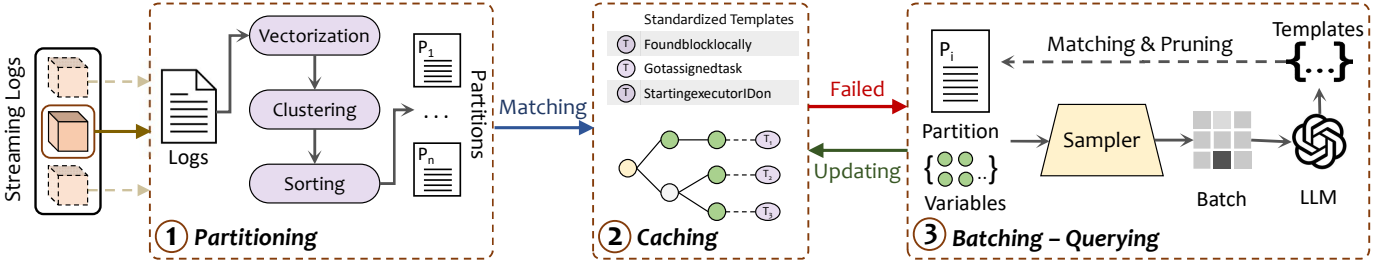 Streaming Logs
Logs
Vectorization
Clustering
Sorting
P1
...
Pn
Partitions
1 Partitioning
Matching
Standardized Templates
T Foundblocklocally
T Gotassignedtask
T StartingexecutorIDon
T1
T2
T3
2 Caching
Failed
Updating
Pi
Matching & Pruning
Templates
{...}
Partition
{ ..}
Variables
Sampler
Batch
LLM
3 Batching – Querying